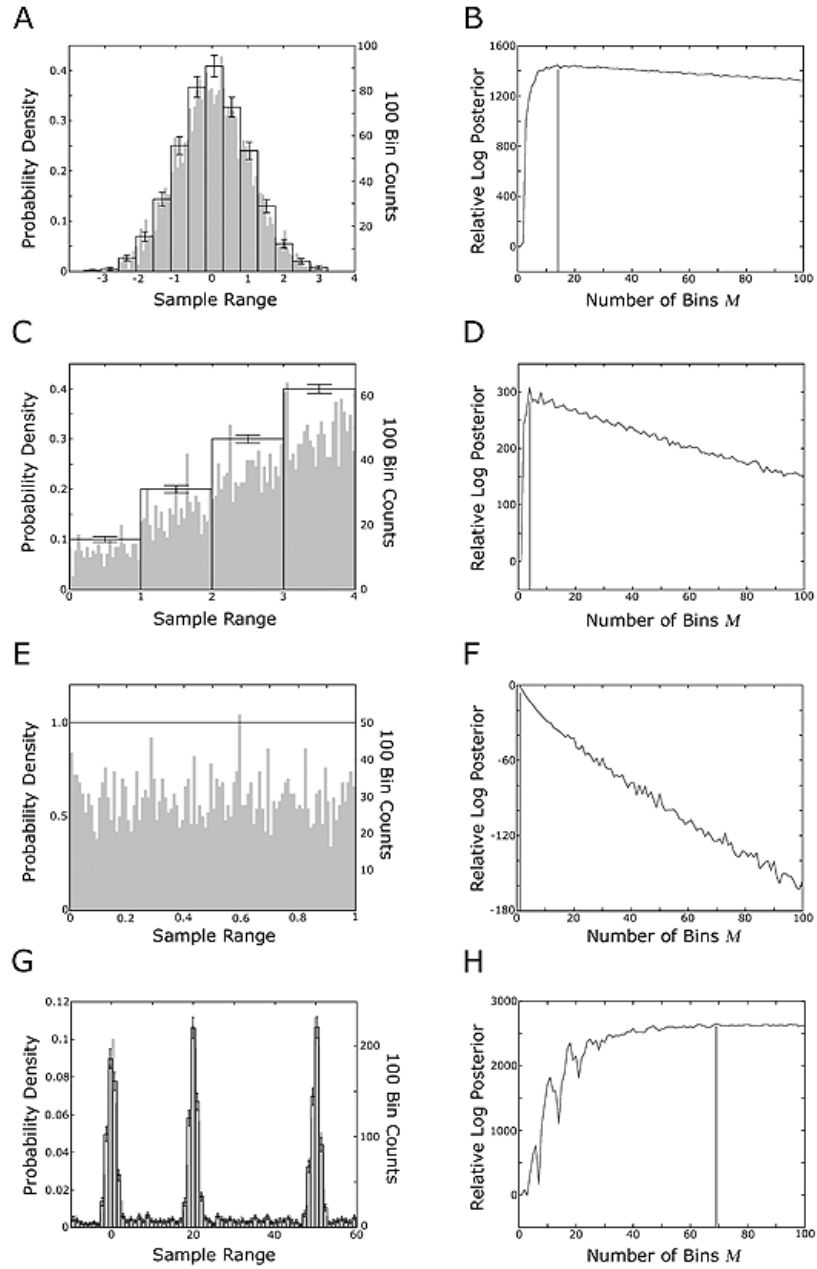 A
0.4
0.3
0.2
0.1
0
Probability Density
100
80
60
40
20
100 Bin Counts
-3 -2 -1 0 1 2 3 4
Sample Range
B
1600
1200
800
400
0
Relative Log Posterior
0 20 40 60 80 100
Number of Bins M
C
0.4
0.3
0.2
0.1
0
Probability Density
60
40
20
0
100 Bin Counts
0 1 2 3 4
Sample Range
D
300
200
100
0
Relative Log Posterior
0 20 40 60 80 100
Number of Bins M
E
1.0
0.5
0
Probability Density
50
40
30
20
10
100 Bin Counts
0 0.2 0.4 0.6 0.8 1
Sample Range
F
0
-60
-120
-180
Relative Log Posterior
0 20 40 60 80 100
Number of Bins M
G
0.12
0.1
0.08
0.06
0.04
0.02
0
Probability Density
200
100
0
100 Bin Counts
0 20 40 60
Sample Range
H
3000
2000
1000
0
Relative Log Posterior
0 20 40 60 80 100
Number of Bins M